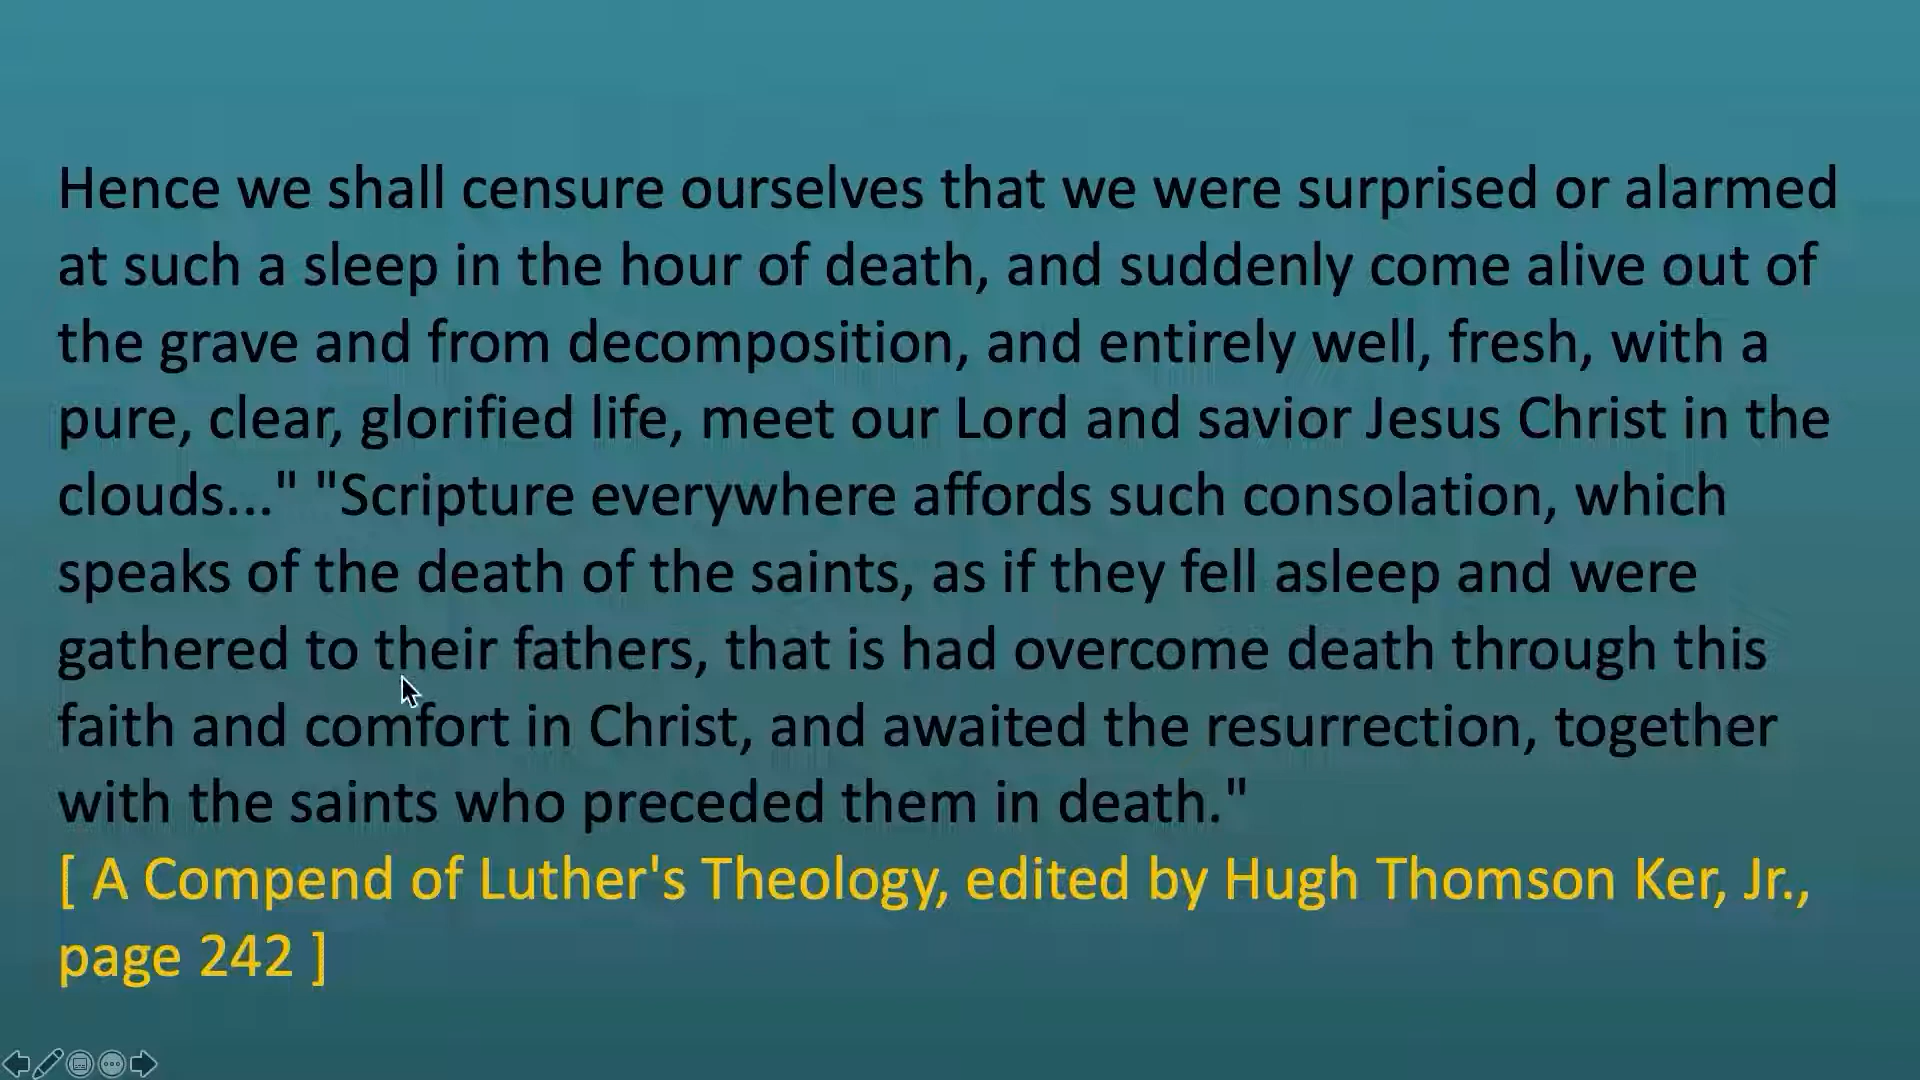 Hence we shall censure ourselves that we were surprised or alarmed
at such a sleep in the hour of death, and suddenly come alive out of
the grave and from decomposition, and entirely well, fresh, with a
pure, clear, glorified life, meet our Lord and savior Jesus Christ in the
clouds..." "Scripture everywhere affords such consolation, which
speaks of the death of the saints, as if they fell asleep and were
gathered to their fathers, that is had overcome death through this
faith and comfort in Christ, and awaited the resurrection, together
with the saints who preceded them in death."
[ A Compend of Luther's Theology, edited by Hugh Thomson Ker, Jr.,
page 242 ]